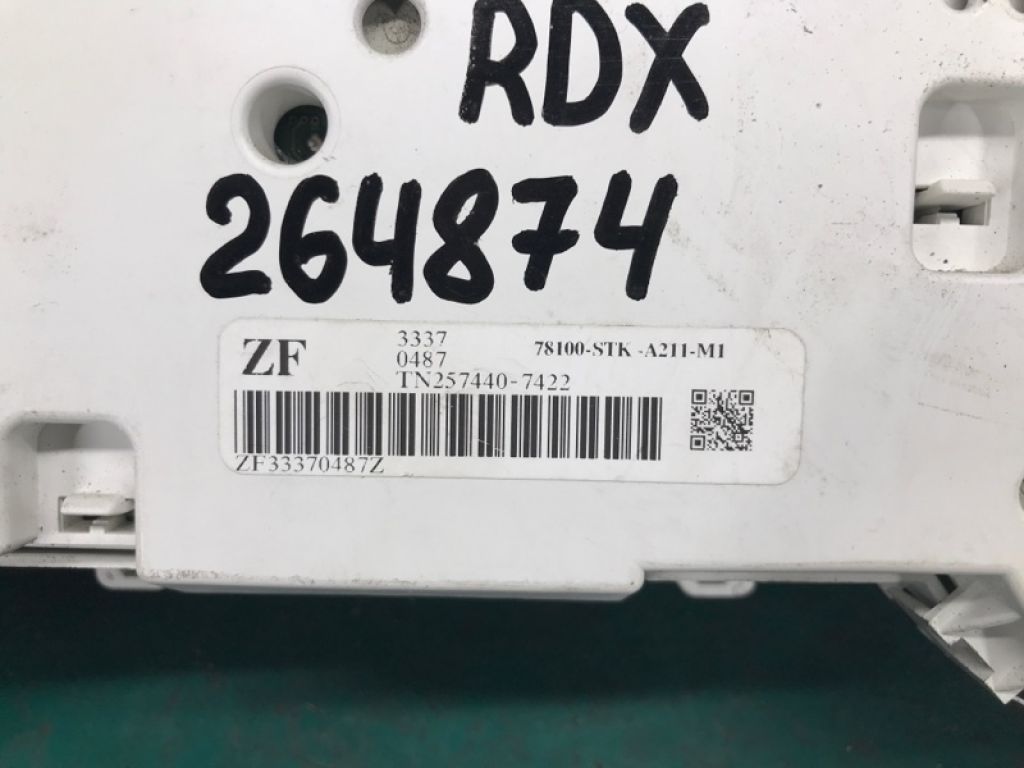 RDX
264874
ZF 3337 78100-STK -A211-M1
0487
TN257440-7422
ZF33370487Z